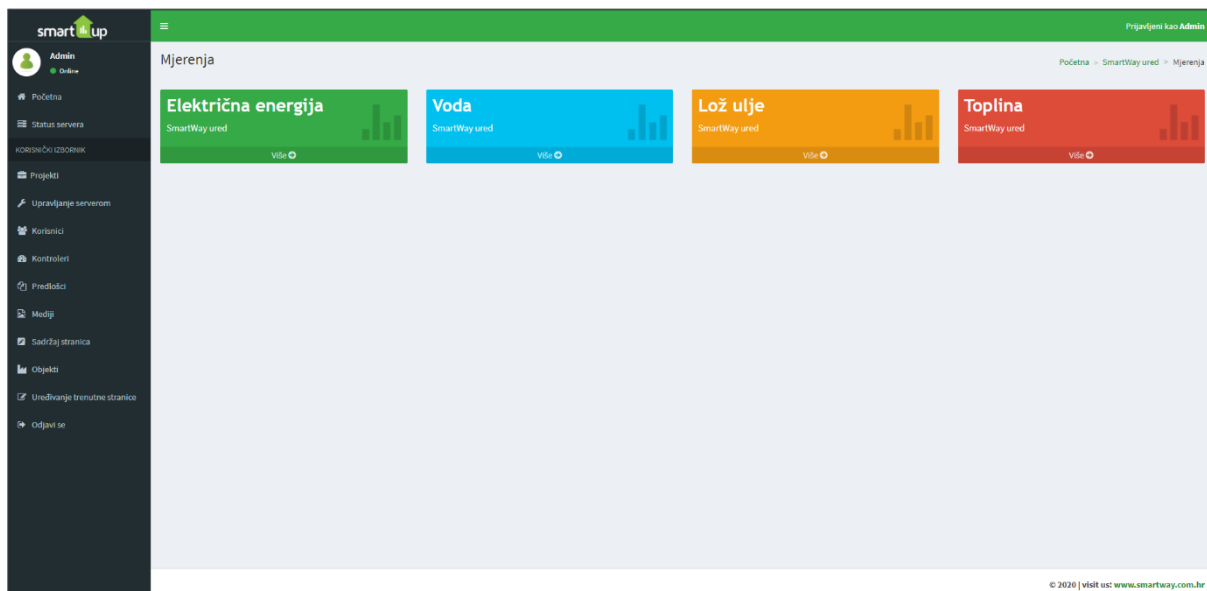 smart up
Prijavljeni kao Admin
Admin
Online
Početna
Status servera
KORISNIČKI IZBORNIK
Projekti
Upravljanje serverom
Korisnici
Kontroleri
Predlošci
Mediji
Sadržaj stranica
Objekti
Uređivanje trenutne stranice
Odjavi se
Mjerenja
Početna > SmartWay ured > Mjerenja
Električna energija
SmartWay ured
Više
Voda
SmartWay ured
Više
Lož ulje
SmartWay ured
Više
Toplina
SmartWay ured
Više
© 2020 | visit us: www.smartway.com.hr